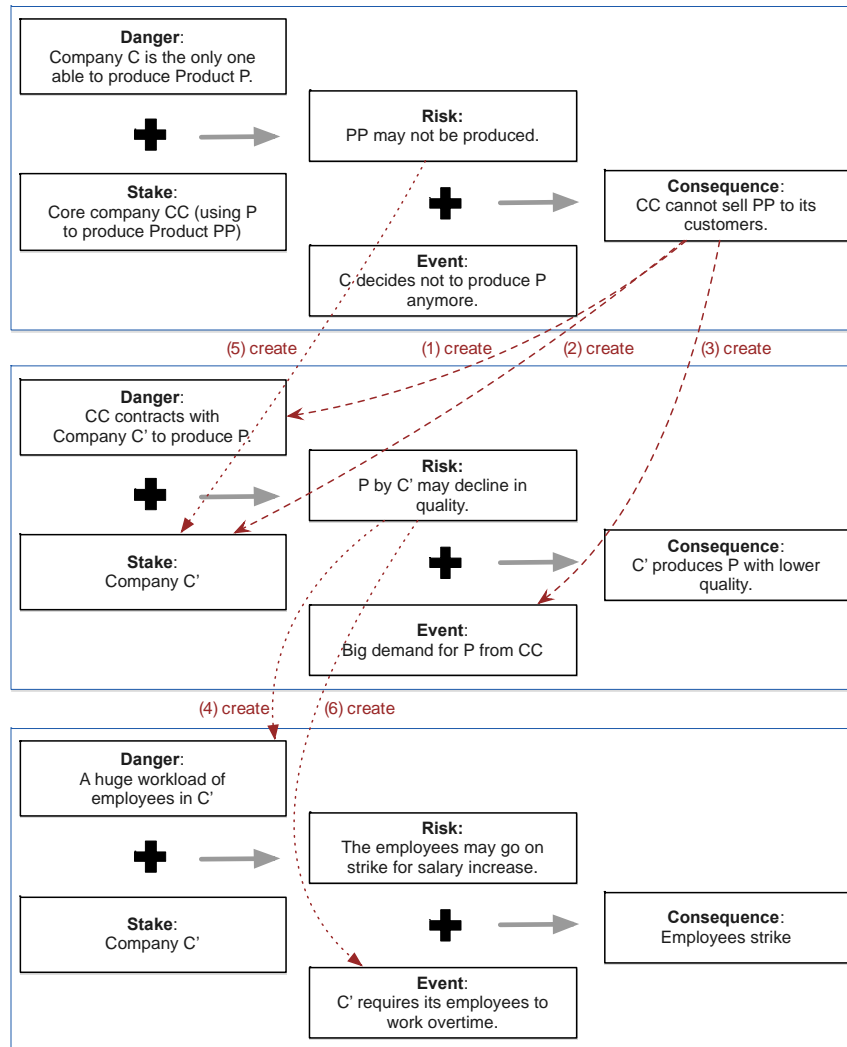 Danger:
Company C is the only one
able to produce Product P.
Risk:
PP may not be produced.
Stake:
Core company CC (using P
to produce Product PP)
Consequence:
CC cannot sell PP to its
customers.
Event:
C decides not to produce P
anymore.
(5) create
(1) create
(2) create
(3) create
Danger:
CC contracts with
Company C' to produce P.
Risk:
P by C' may decline in
quality.
Stake:
Company C'
Consequence:
C' produces P with lower
quality.
Event:
Big demand for P from CC
(4) create
(6) create
Danger:
A huge workload of
employees in C'
Risk:
The employees may go on
strike for salary increase.
Stake:
Company C'
Consequence:
Employees strike
Event:
C' requires its employees to
work overtime.